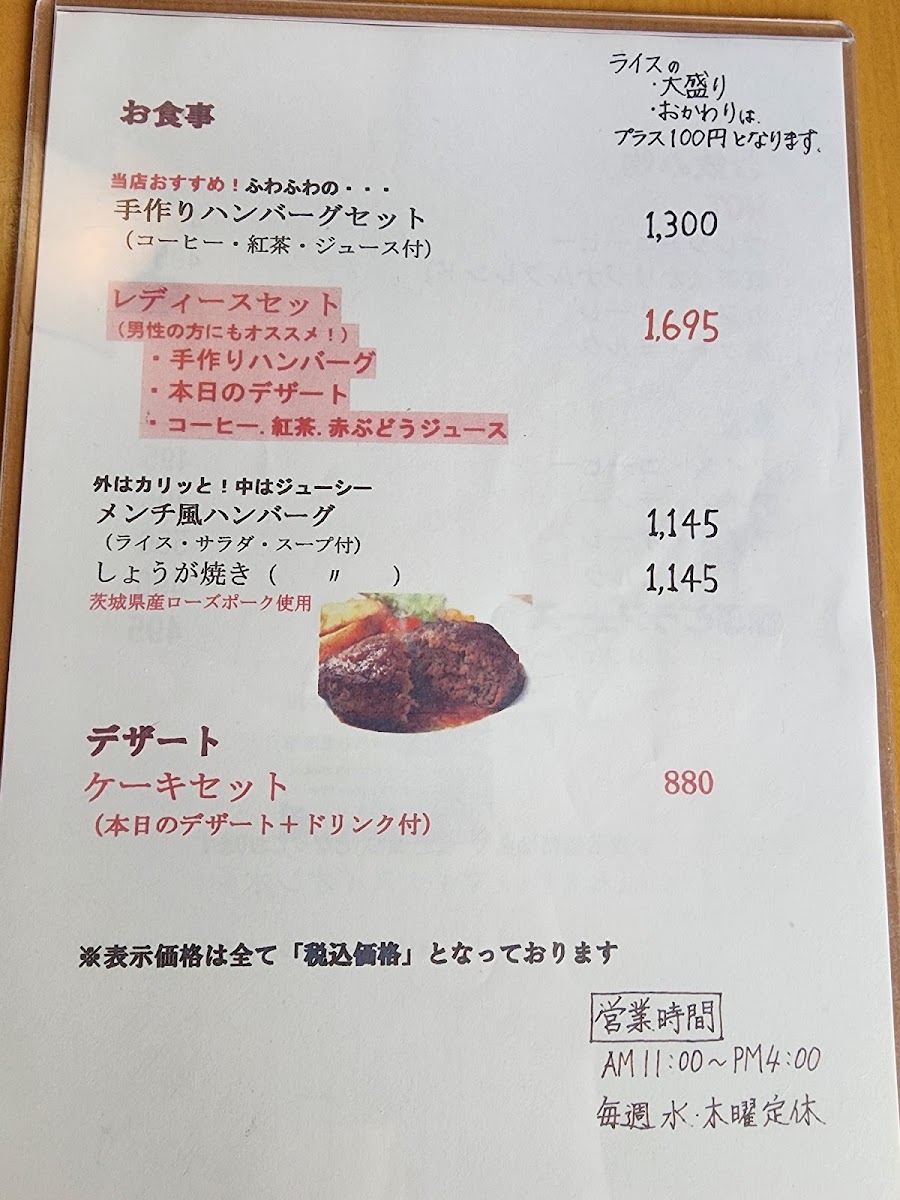 ライスの
・大盛り
・おかわりは、
プラス100円となります。
お食事
当店おすすめ！ふわふわの・・・
手作りハンバーグセット 1,300
（コーヒー・紅茶・ジュース付）
レディースセット 1,695
（男性の方にもオススメ！）
・手作りハンバーグ
・本日のデザート
・コーヒー.紅茶.赤ぶどうジュース
外はカリッと！中はジューシー
メンチ風ハンバーグ 1,145
（ライス・サラダ・スープ付）
しょうが焼き（　〃　） 1,145
茨城県産ローズポーク使用
デザート
ケーキセット 880
（本日のデザート＋ドリンク付）
※表示価格は全て「税込価格」となっております
営業時間
AM11:00～PM4:00
毎週水・木曜定休